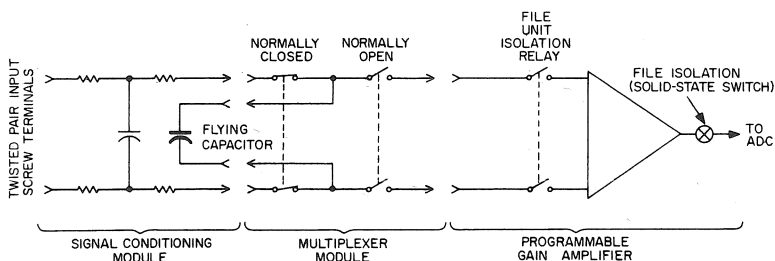 TWISTED PAIR INPUT
SCREW TERMINALS
FLYING
CAPACITOR
NORMALLY
CLOSED
NORMALLY
OPEN
FILE
UNIT
ISOLATION
RELAY
FILE ISOLATION
(SOLID-STATE SWITCH)
TO
ADC
SIGNAL CONDITIONING
MODULE
MULTIPLEXER
MODULE
PROGRAMMABLE
GAIN AMPLIFIER